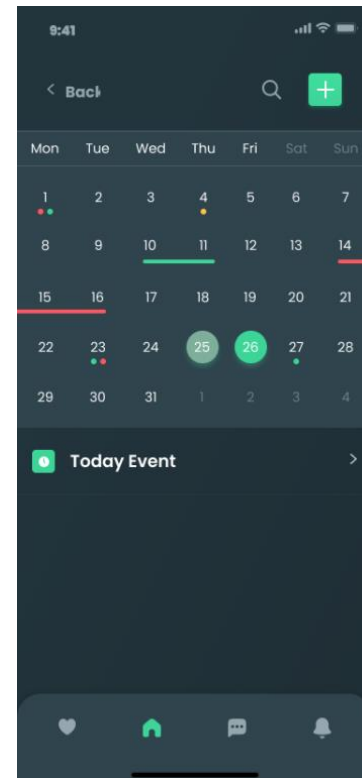 9:41
Back
Mon Tue Wed Thu Fri Sat Sun
1 2 3 4 5 6 7
8 9 10 11 12 13 14
15 16 17 18 19 20 21
22 23 24 25 26 27 28
29 30 31 1 2 3 4
Today Event